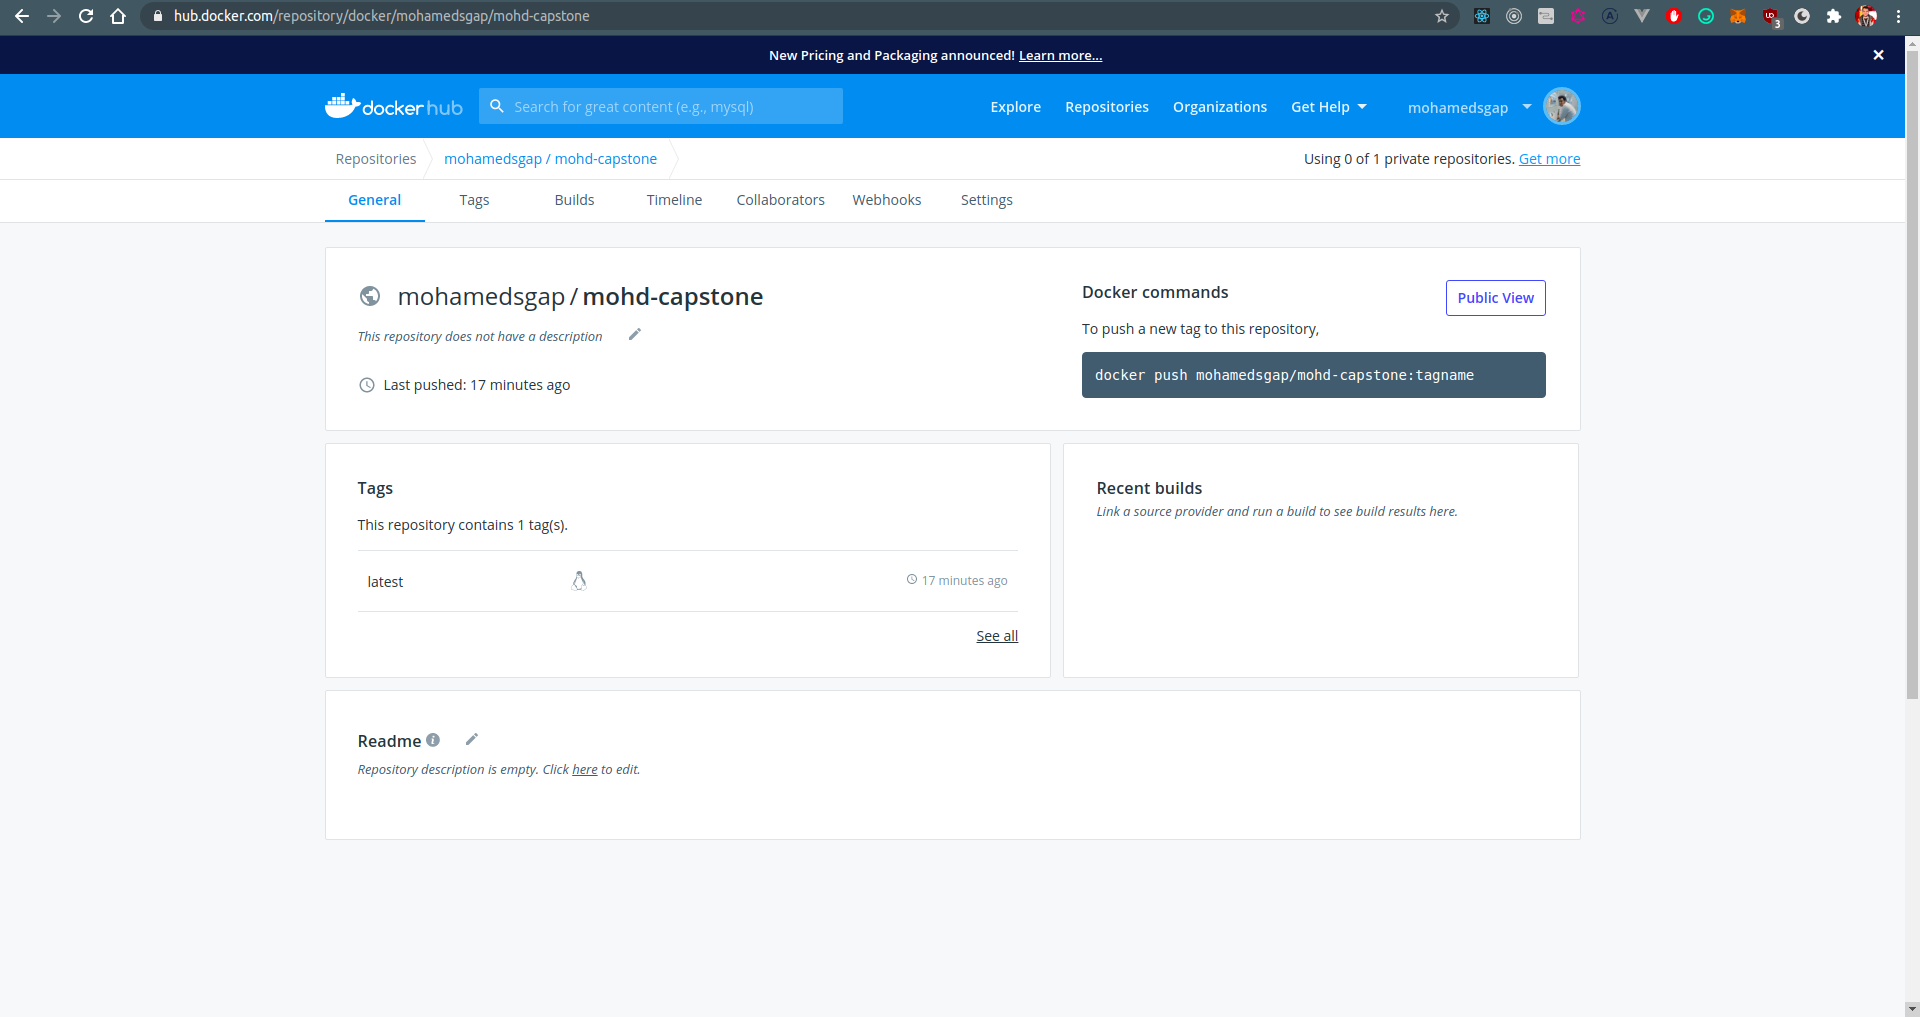 hub.docker.com/repository/docker/mohamedsgap/mohd-capstone
3
New Pricing and Packaging announced! Learn more...
docker hub
Search for great content (e.g., mysql)
Explore
Repositories
Organizations
Get Help
mohamedsgap
Repositories
mohamedsgap / mohd-capstone
Using 0 of 1 private repositories. Get more
General
Tags
Builds
Timeline
Collaborators
Webhooks
Settings
mohamedsgap / mohd-capstone
This repository does not have a description
Last pushed: 17 minutes ago
Docker commands
Public View
To push a new tag to this repository,
docker push mohamedsgap/mohd-capstone:tagname
Tags
This repository contains 1 tag(s).
latest
17 minutes ago
See all
Recent builds
Link a source provider and run a build to see build results here.
Readme
Repository description is empty. Click here to edit.